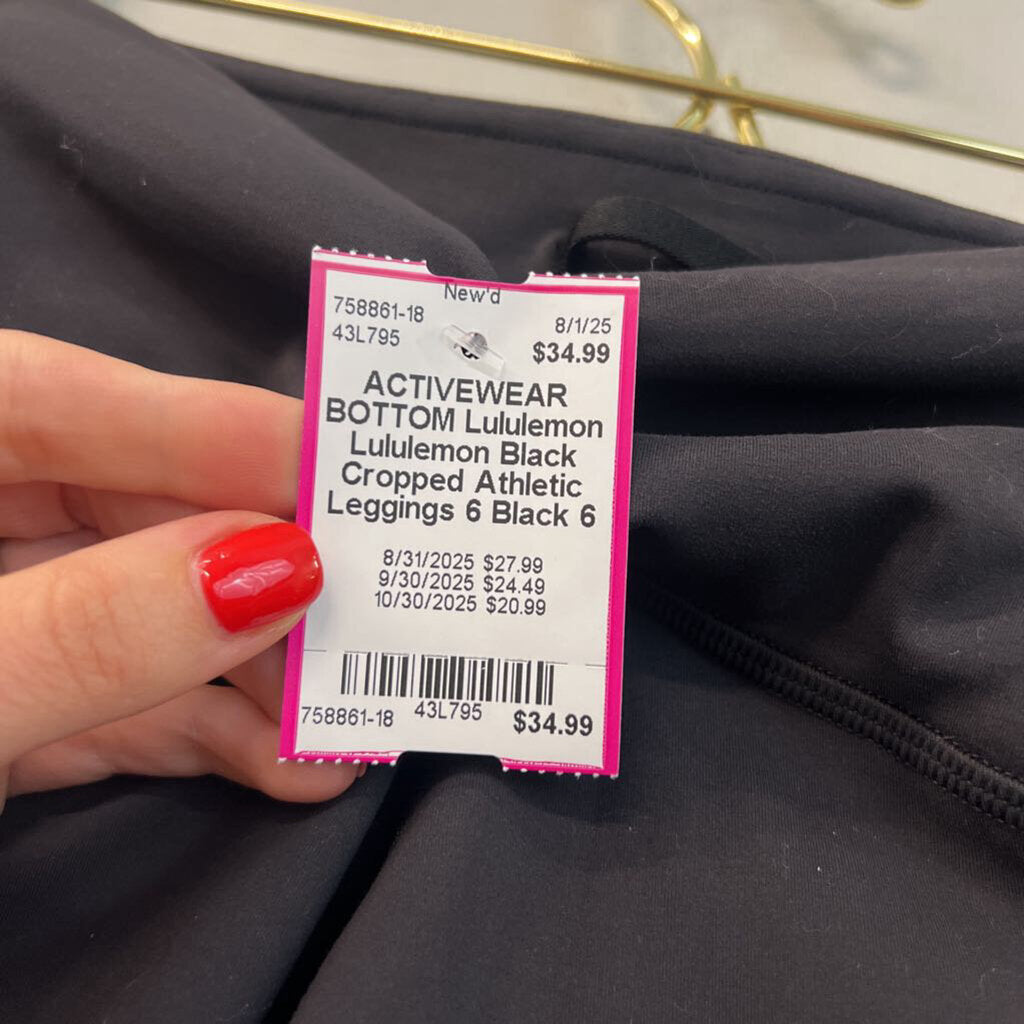 New'd
758861-18
8/1/25
43L795
$34.99
ACTIVEWEAR
BOTTOM Lululemon
Lululemon Black
Cropped Athletic
Leggings 6 Black 6
8/31/2025 $27.99
9/30/2025 $24.49
10/30/2025 $20.99
758861-18 43L795 $34.99